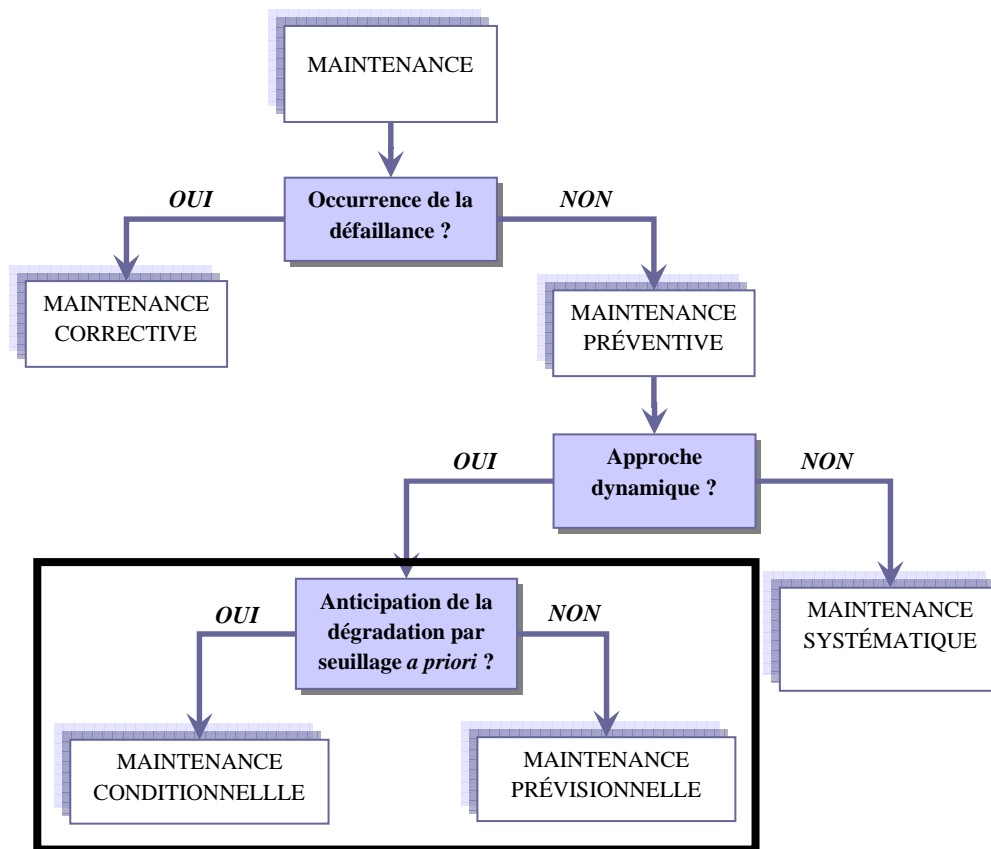 MAINTENANCE
Occurrence de la
défaillance ?
OUI
NON
MAINTENANCE
CORRECTIVE
MAINTENANCE
PRÉVENTIVE
Approche
dynamique ?
OUI
NON
Anticipation de la
dégradation par
seuillage a priori ?
OUI
NON
MAINTENANCE
SYSTÉMATIQUE
MAINTENANCE
CONDITIONNELLLE
MAINTENANCE
PRÉVISIONNELLE